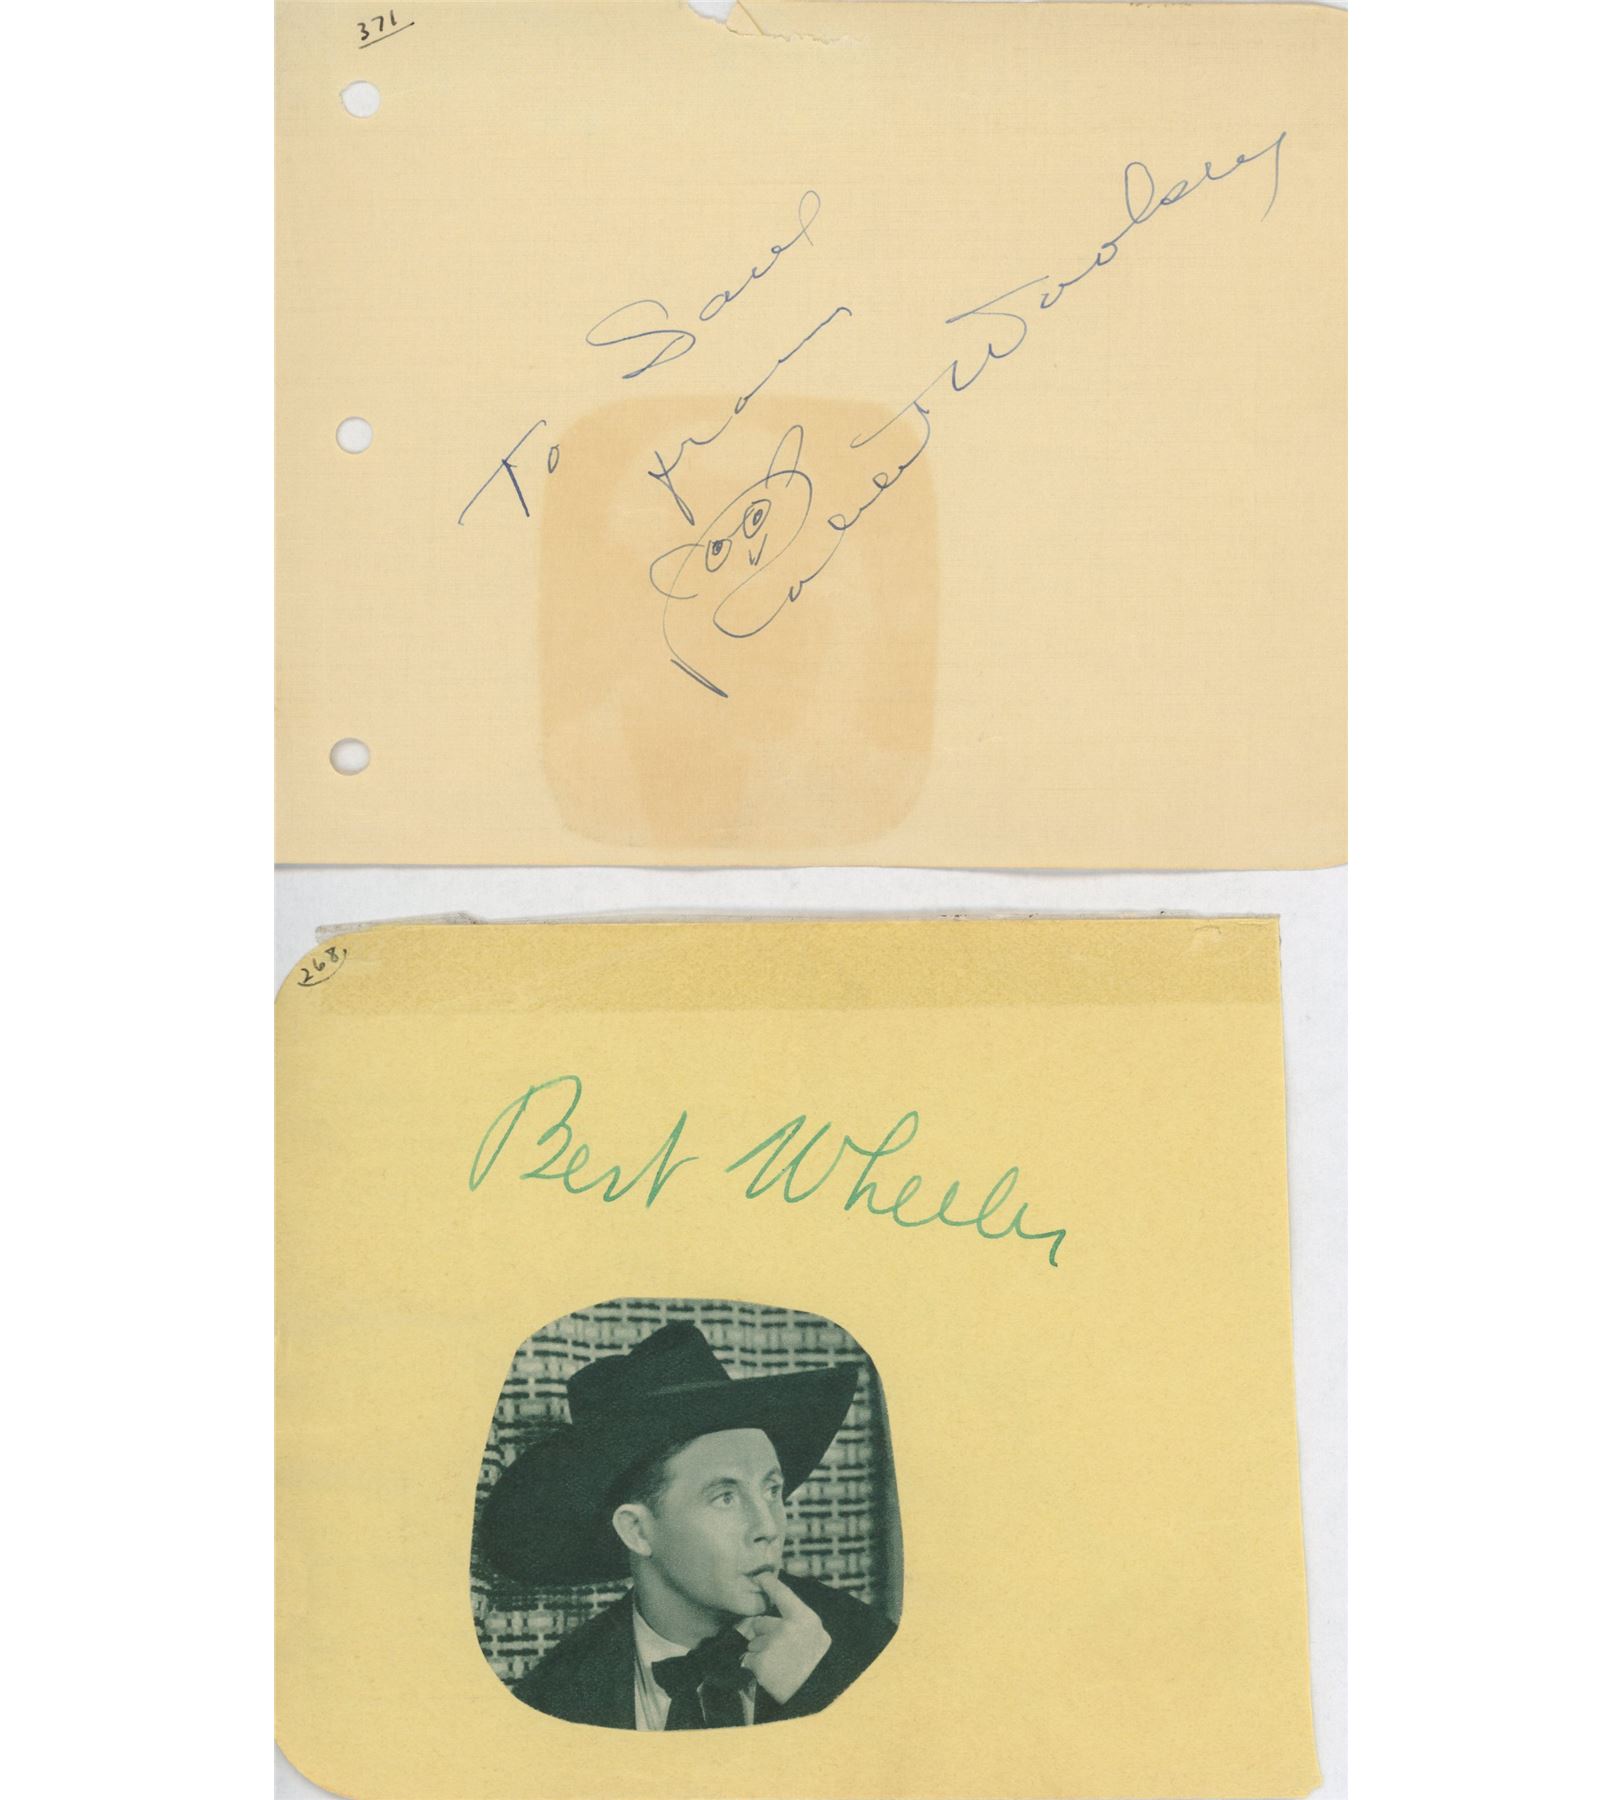 371
To Saul
from
Robert Woolsey
268
Bert Wheeler